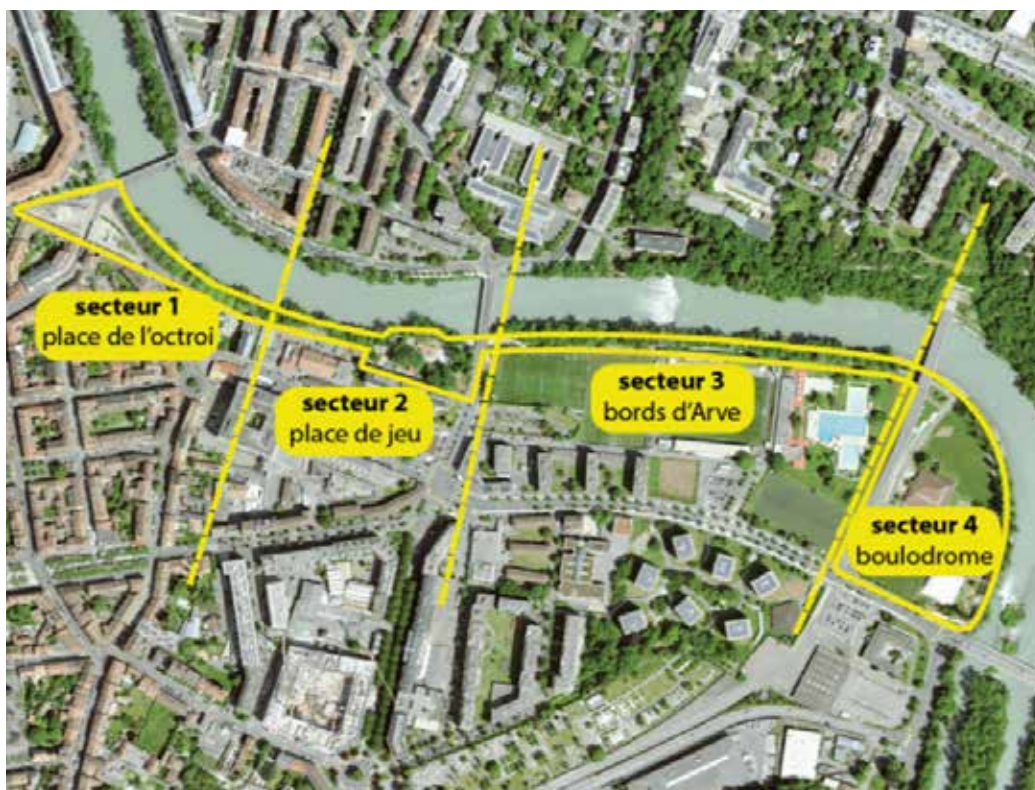 secteur 1
place de l'octroi
secteur 2
place de jeu
secteur 3
bords d'Arve
secteur 4
boulodrome